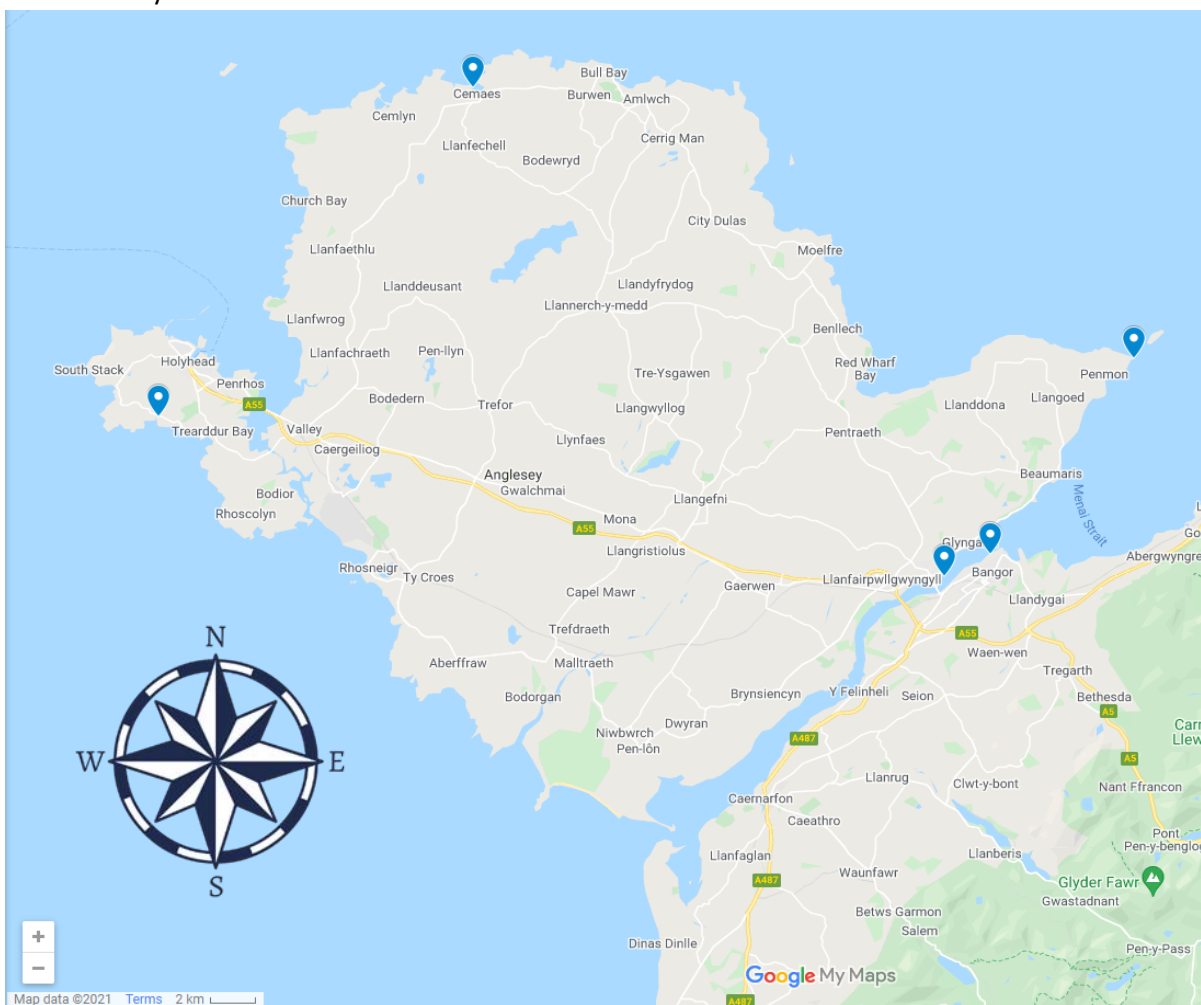 Bull Bay
Cemaes
Burwen
Amlwch
Cemlyn
Cerrig Man
Llanfechell
Bodewryd
Church Bay
City Dulas
Llanfaethlu
Moelfre
Llanddeusant
Llandyfrydog
Llannerch-y-medd
Llanfwrog
Benllech
Llanfachraeth
Pen-llyn
Holyhead
South Stack
Red Wharf
Bay
Tre-Ysgawen
Penmon
Penrhos
A55
Bodedern
Trefor
Llangwyllog
Llanddona
Llangoed
Trearddur Bay
Valley
Caergeiliog
Llynfaes
Pentraeth
Anglesey
Gwalchmai
Beaumaris
Bodior
Rhoscolyn
Llangefni
Menai Strait
Mona
A55
Llangristiolus
Glynga
Abergwyngre
Rhosneigr
Ty Croes
Capel Mawr
Gaerwen
Llanfairpwllgwyngyll
Bangor
Llandygai
Trefdraeth
A55
Waen-wen
Aberffraw
Malltraeth
Tregarth
Bodorgan
Brynsiencyn
Y Felinheli
Seion
Bethesda
A5
Dwyran
Niwbwrch
Pen-lôn
A487
Carn
Llew
A5
Llanrug
Clwt-y-bont
Nant Ffrancon
Caernarfon
Caeathro
Pont
Pen-y-benglog
Llanfaglan
Llanberis
Waunfawr
A487
Glyder Fawr
Gwastadnant
Betws Garmon
Salem
Dinas Dinlle
Pen-y-Pass
N
W
E
S
+
−
Google My Maps
Map data ©2021 Terms 2 km